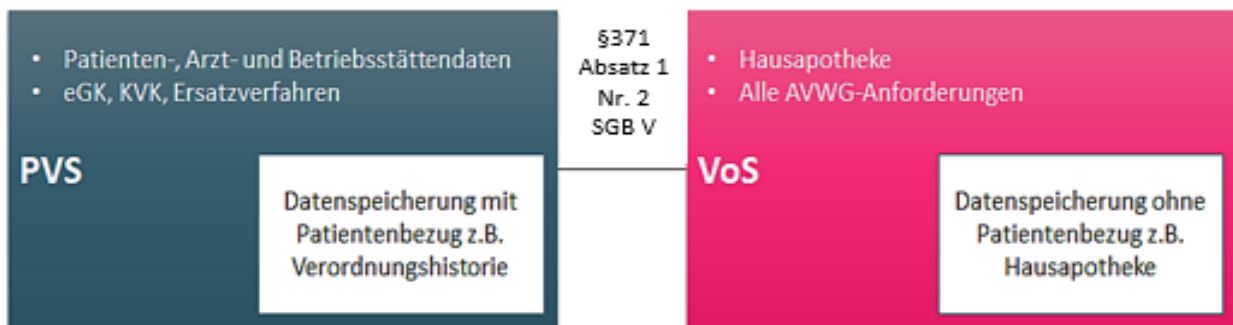 • Patienten-, Arzt- und Betriebsstättendaten
• eGK, KVK, Ersatzverfahren
PVS
Datenspeicherung mit
Patientenbezug z.B.
Verordnungshistorie
§371
Absatz 1
Nr. 2
SGB V
• Hausapotheke
• Alle AVWG-Anforderungen
VoS
Datenspeicherung ohne
Patientenbezug z.B.
Hausapotheke